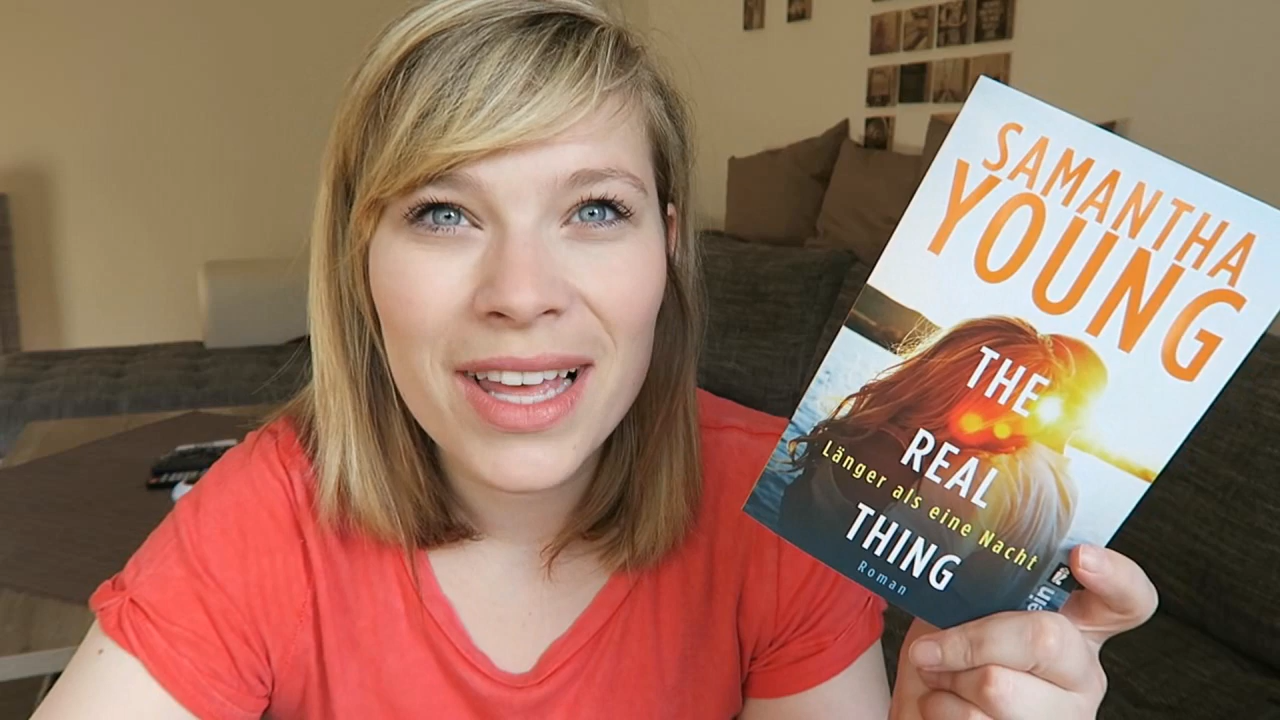 SAMANTHA
YOUNG
THE
REAL
THING
Länger als eine Nacht
Roman